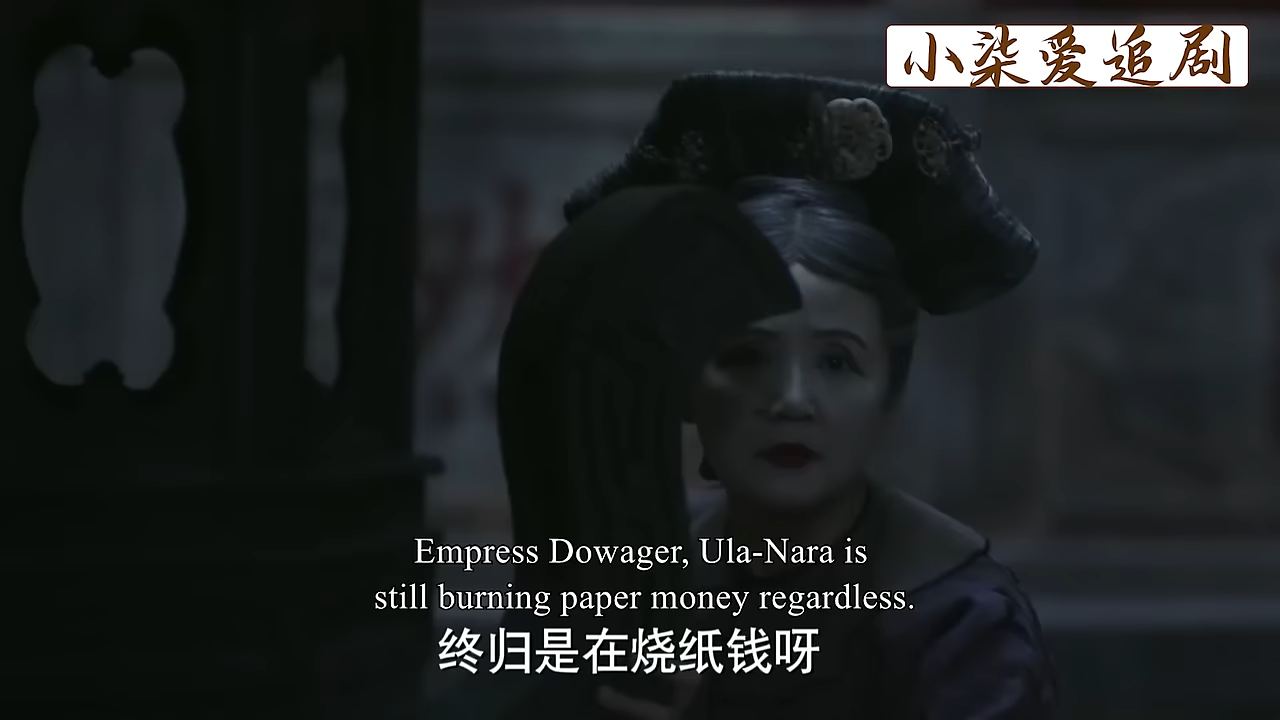 小柒爱追剧
Empress Dowager, Ula-Nara is
still burning paper money regardless.
终归是在烧纸钱呀